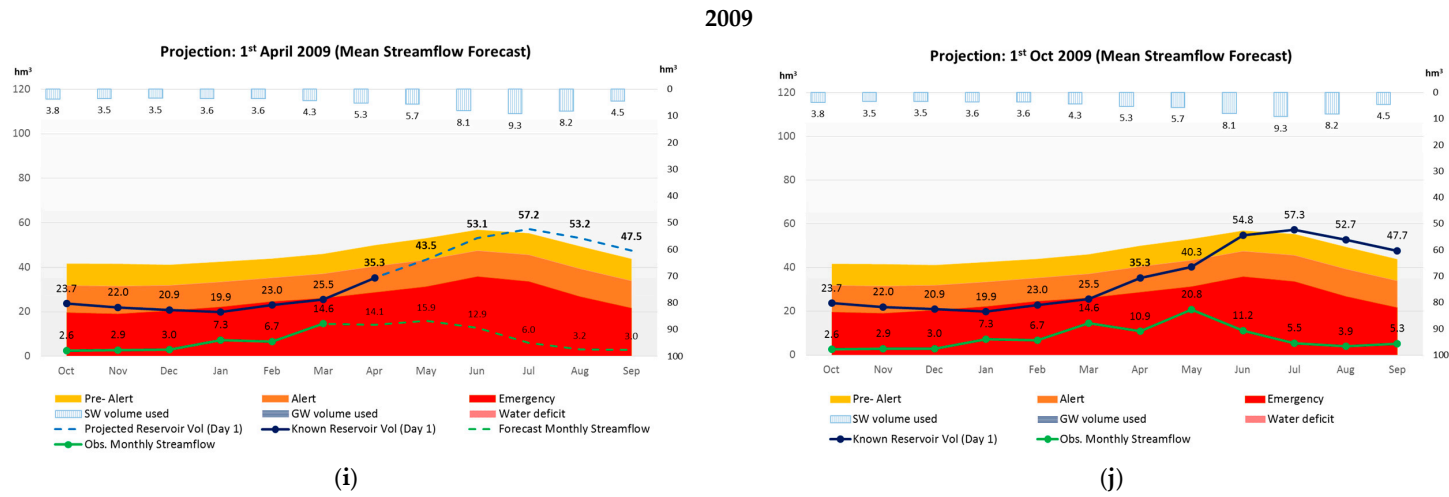 2009
Projection: 1st April 2009 (Mean Streamflow Forecast)
hm3
hm3
120
100
80
60
40
20
0
0
10
20
30
40
50
60
70
80
90
100
3.8 3.5 3.5 3.6 3.6 4.3 5.3 5.7 8.1 9.3 8.2 4.5
23.7 22.0 20.9 19.9 23.0 25.5 35.3 43.5 53.1 57.2 53.2 47.5
2.6 2.9 3.0 7.3 6.7 14.6 14.1 15.9 12.9 6.0 3.2 3.0
Oct Nov Dec Jan Feb Mar Apr May Jun Jul Aug Sep
Pre- Alert Alert Emergency
SW volume used GW volume used Water deficit
Projected Reservoir Vol (Day 1) Known Reservoir Vol (Day 1) Forecast Monthly Streamflow
Obs. Monthly Streamflow
(i)
Projection: 1st Oct 2009 (Mean Streamflow Forecast)
hm3
hm3
120
100
80
60
40
20
0
0
10
20
30
40
50
60
70
80
90
100
3.8 3.5 3.5 3.6 3.6 4.3 5.3 5.7 8.1 9.3 8.2 4.5
23.7 22.0 20.9 19.9 23.0 25.5 35.3 40.3 54.8 57.3 52.7 47.7
2.6 2.9 3.0 7.3 6.7 14.6 10.9 20.8 11.2 5.5 3.9 5.3
Oct Nov Dec Jan Feb Mar Apr May Jun Jul Aug Sep
Pre- Alert Alert Emergency
SW volume used GW volume used Water deficit
Known Reservoir Vol (Day 1) Obs. Monthly Streamflow
(j)